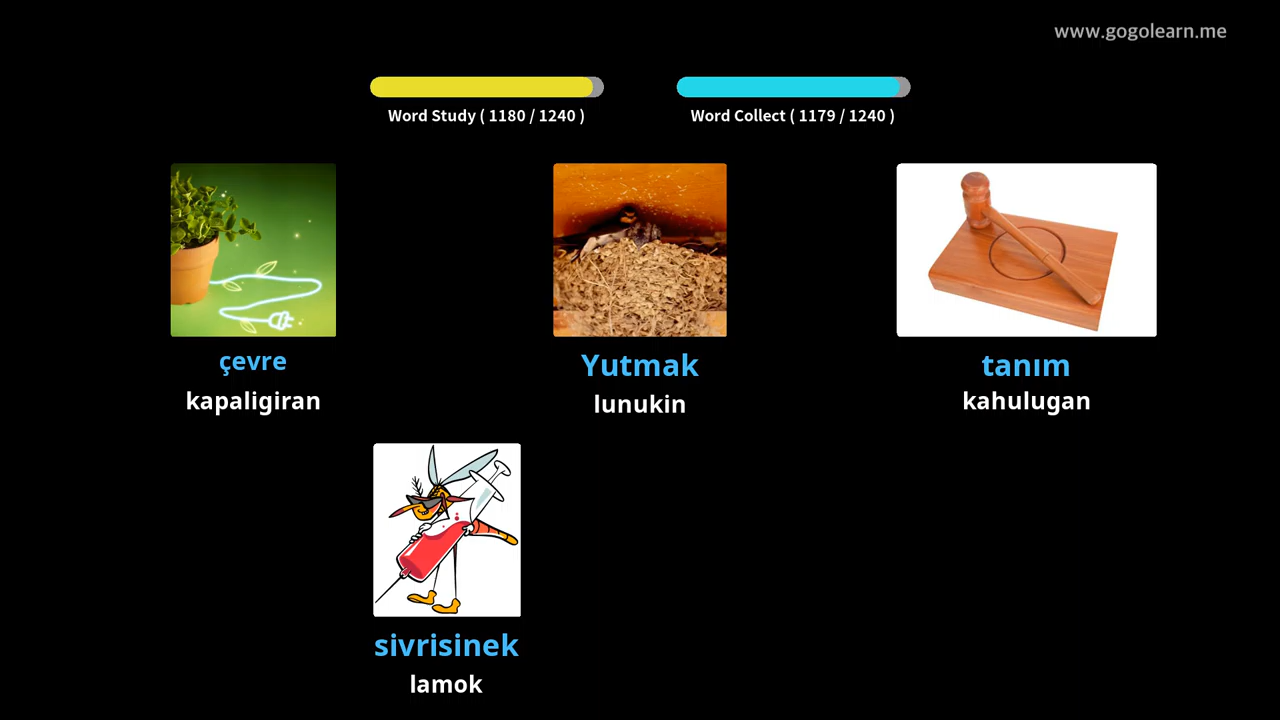 www.gogolearn.me
Word Study ( 1180 / 1240 )
Word Collect ( 1179 / 1240 )
çevre
kapaligiran
Yutmak
lunukin
tanım
kahulugan
sivrisinek
lamok